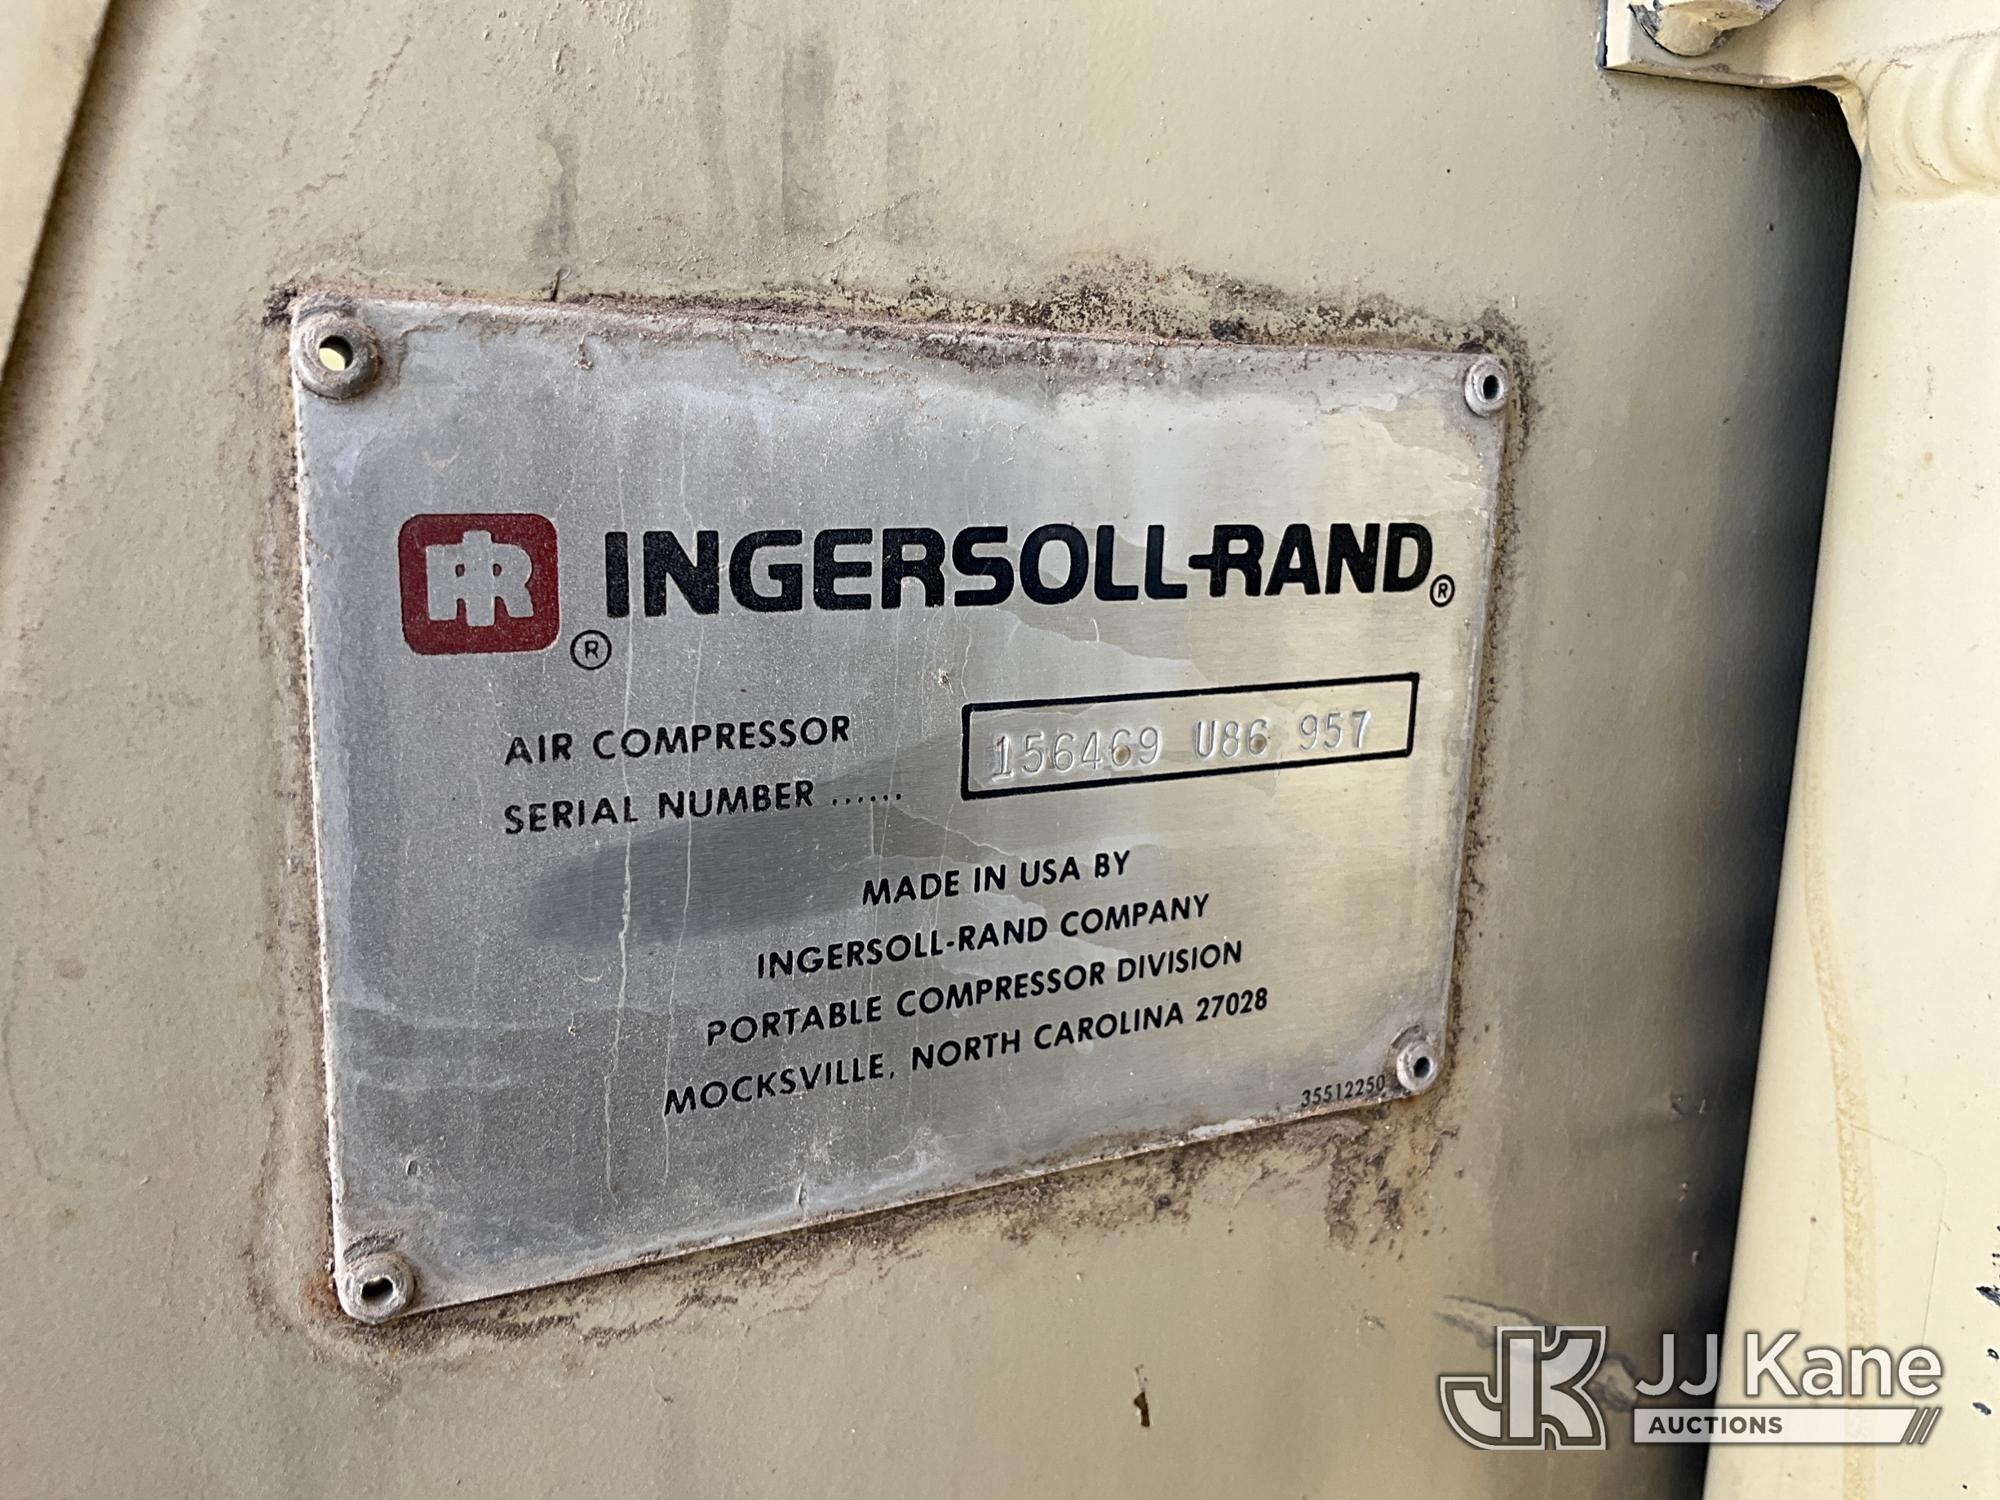 IR ® INGERSOLL-RAND®
AIR COMPRESSOR
SERIAL NUMBER ......
156469 U86 957
MADE IN USA BY
INGERSOLL-RAND COMPANY
PORTABLE COMPRESSOR DIVISION
MOCKSVILLE, NORTH CAROLINA 27028
35512250
JK JJ Kane
AUCTIONS